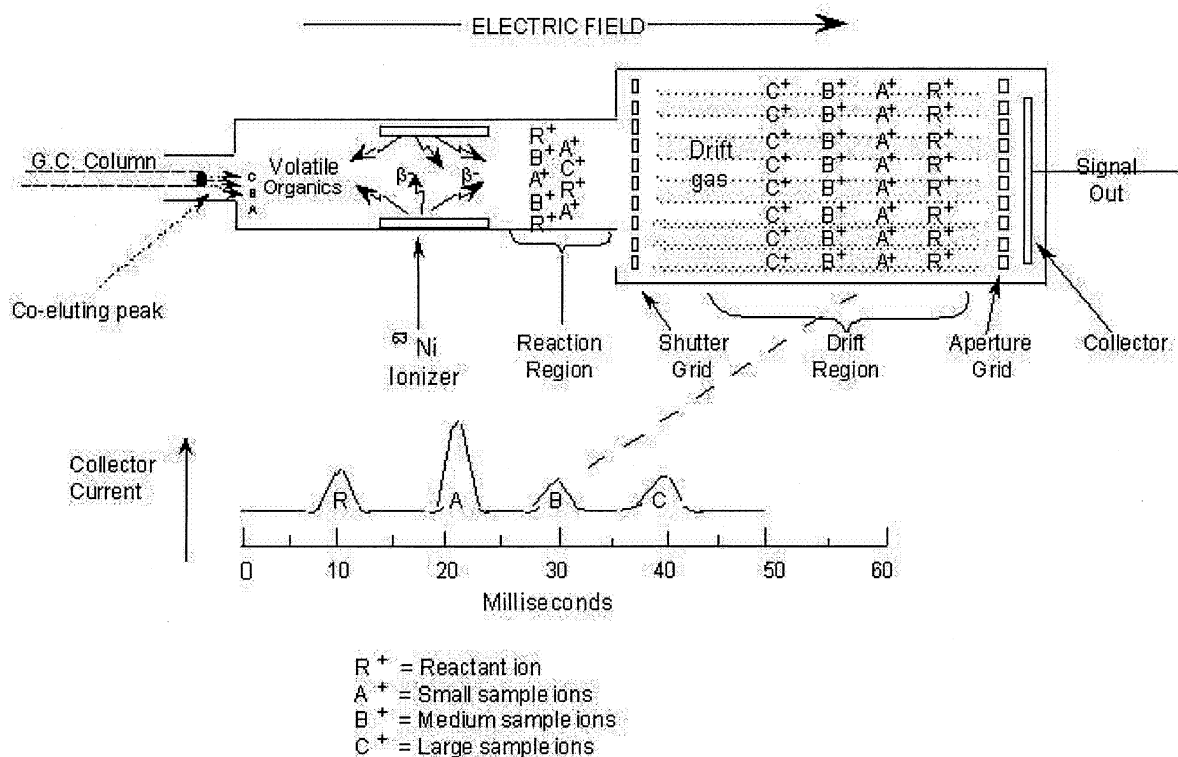 ELECTRIC FIELD
G.C. Column
C
B
A
Volatile
Organics
β-
β-
R+
B+ A+
C+
A+
R+
B+
A+
R+
Drift
gas
C+ B+ A+ R+
C+ B+ A+ R+
C+ B+ A+ R+
C+ B+ A+ R+
C+ B+ A+ R+
C+ B+ A+ R+
C+ B+ A+ R+
C+ B+ A+ R+
Signal
Out
Co-eluting peak
Ni
Ionizer
Reaction
Region
Shutter
Grid
Drift
Region
Aperture
Grid
Collector
Collector
Current
R A B C
0 10 20 30 40 50 60
Milliseconds
R+ = Reactant ion
A+ = Small sample ions
B+ = Medium sample ions
C+ = Large sample ions